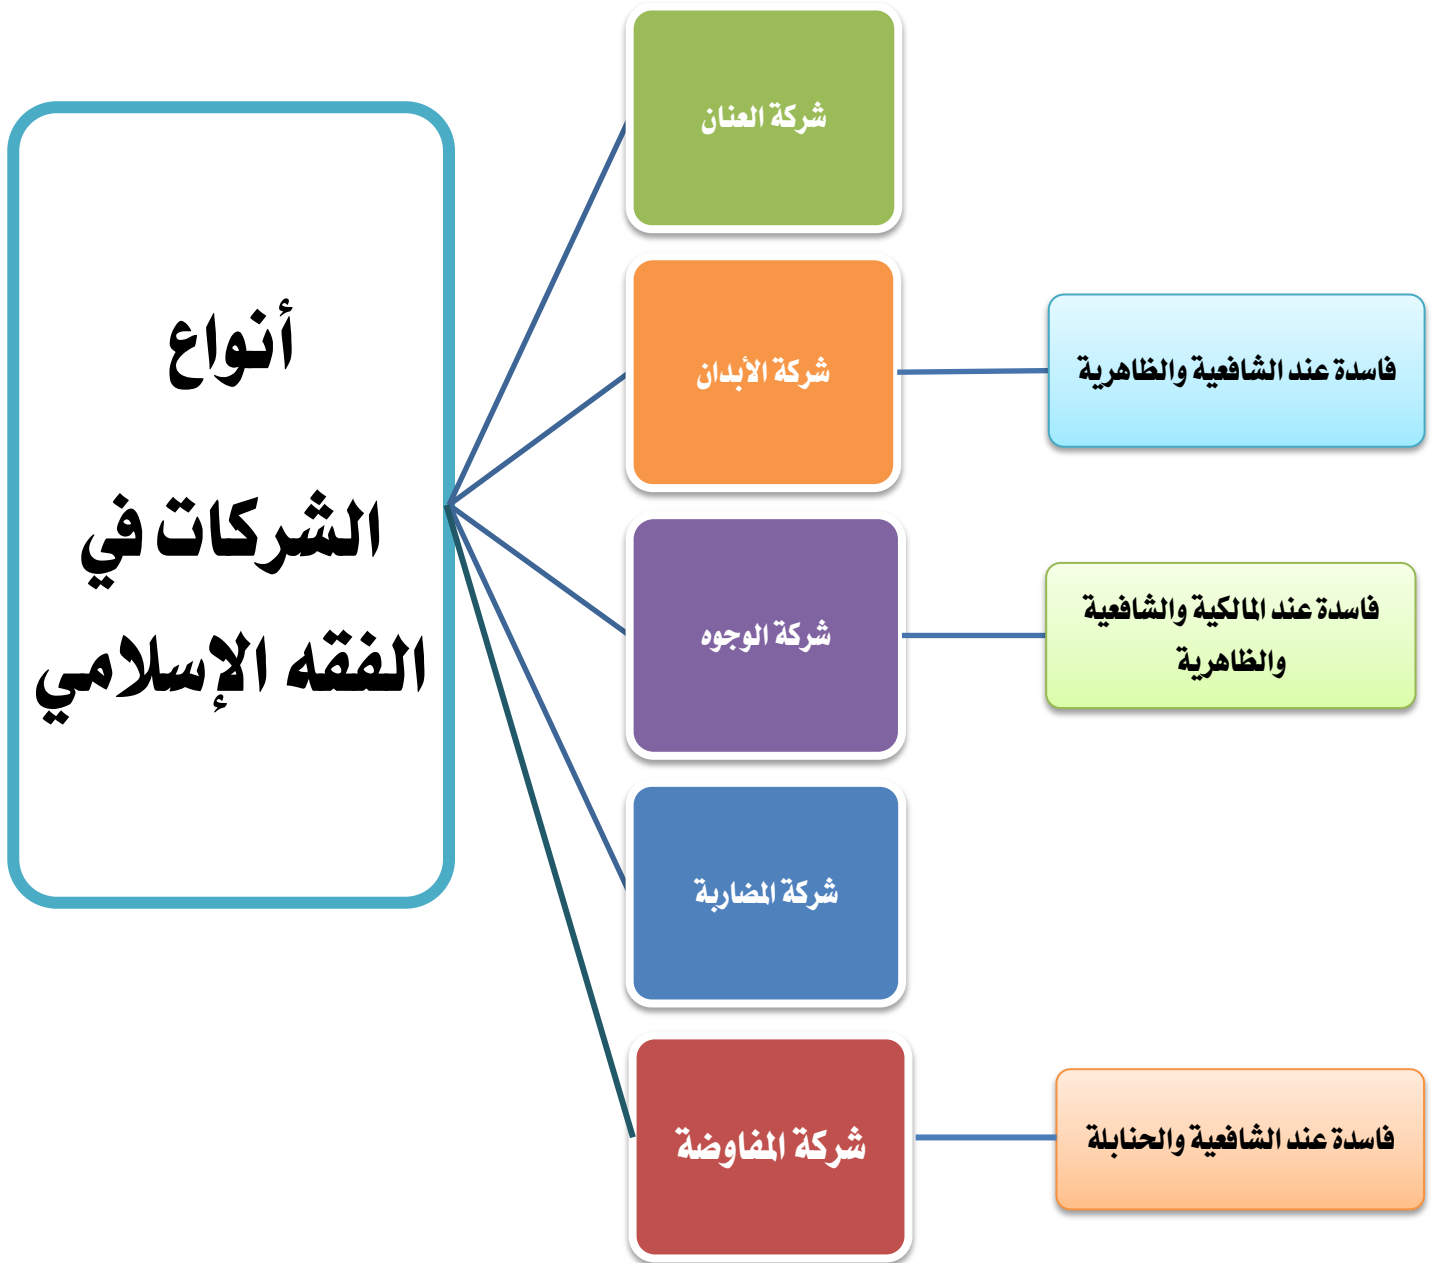 أنواع
الشركات في
الفقه الإسلامي
شركة العنان
شركة الأبدان
فاسدة عند الشافعية والظاهرية
شركة الوجوه
فاسدة عند المالكية والشافعية
والظاهرية
شركة المضاربة
شركة المفاوضة
فاسدة عند الشافعية والحنابلة